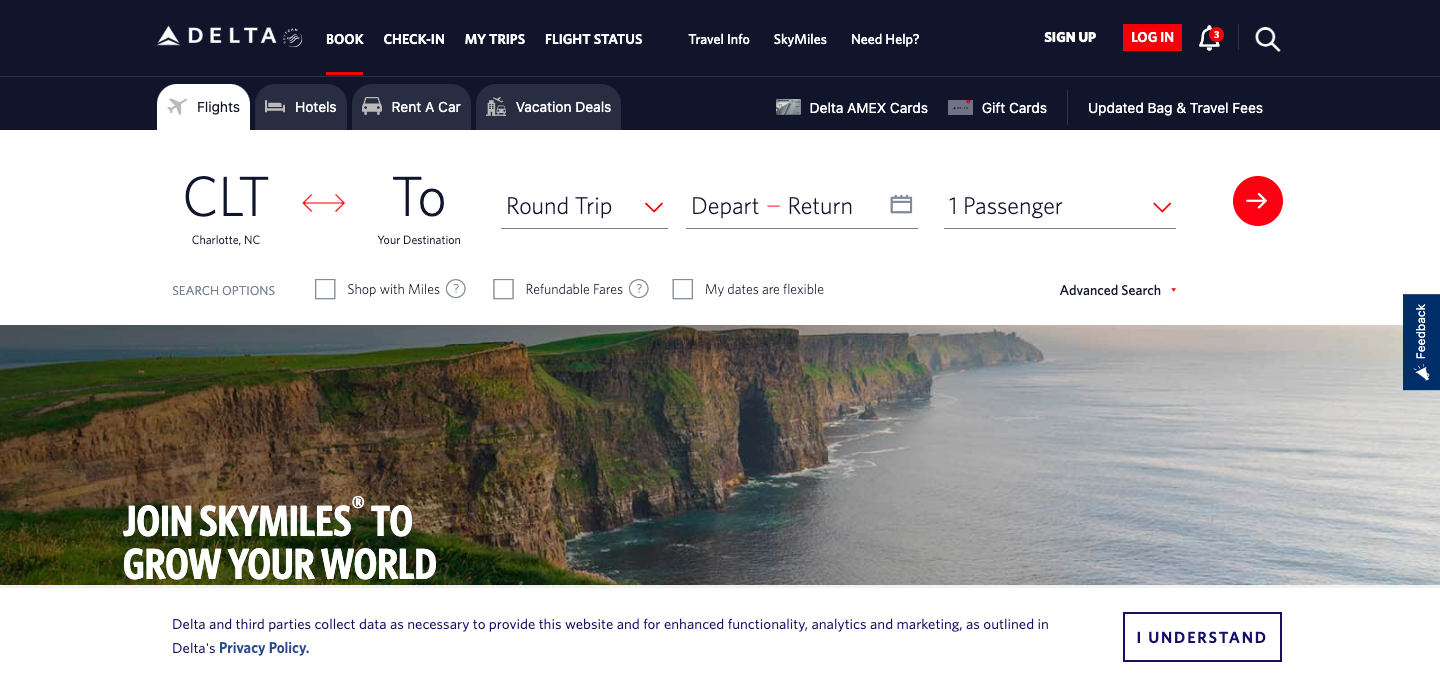 DELTA
BOOK CHECK-IN MY TRIPS FLIGHT STATUS Travel Info SkyMiles Need Help? SIGN UP LOG IN 3
Flights Hotels Rent A Car Vacation Deals Delta AMEX Cards Gift Cards Updated Bag & Travel Fees
CLT To Round Trip Depart – Return 1 Passenger
Charlotte, NC Your Destination
SEARCH OPTIONS Shop with Miles ? Refundable Fares ? My dates are flexible Advanced Search
Feedback
JOIN SKYMILES® TO
GROW YOUR WORLD
Delta and third parties collect data as necessary to provide this website and for enhanced functionality, analytics and marketing, as outlined in
Delta's Privacy Policy.
I UNDERSTAND